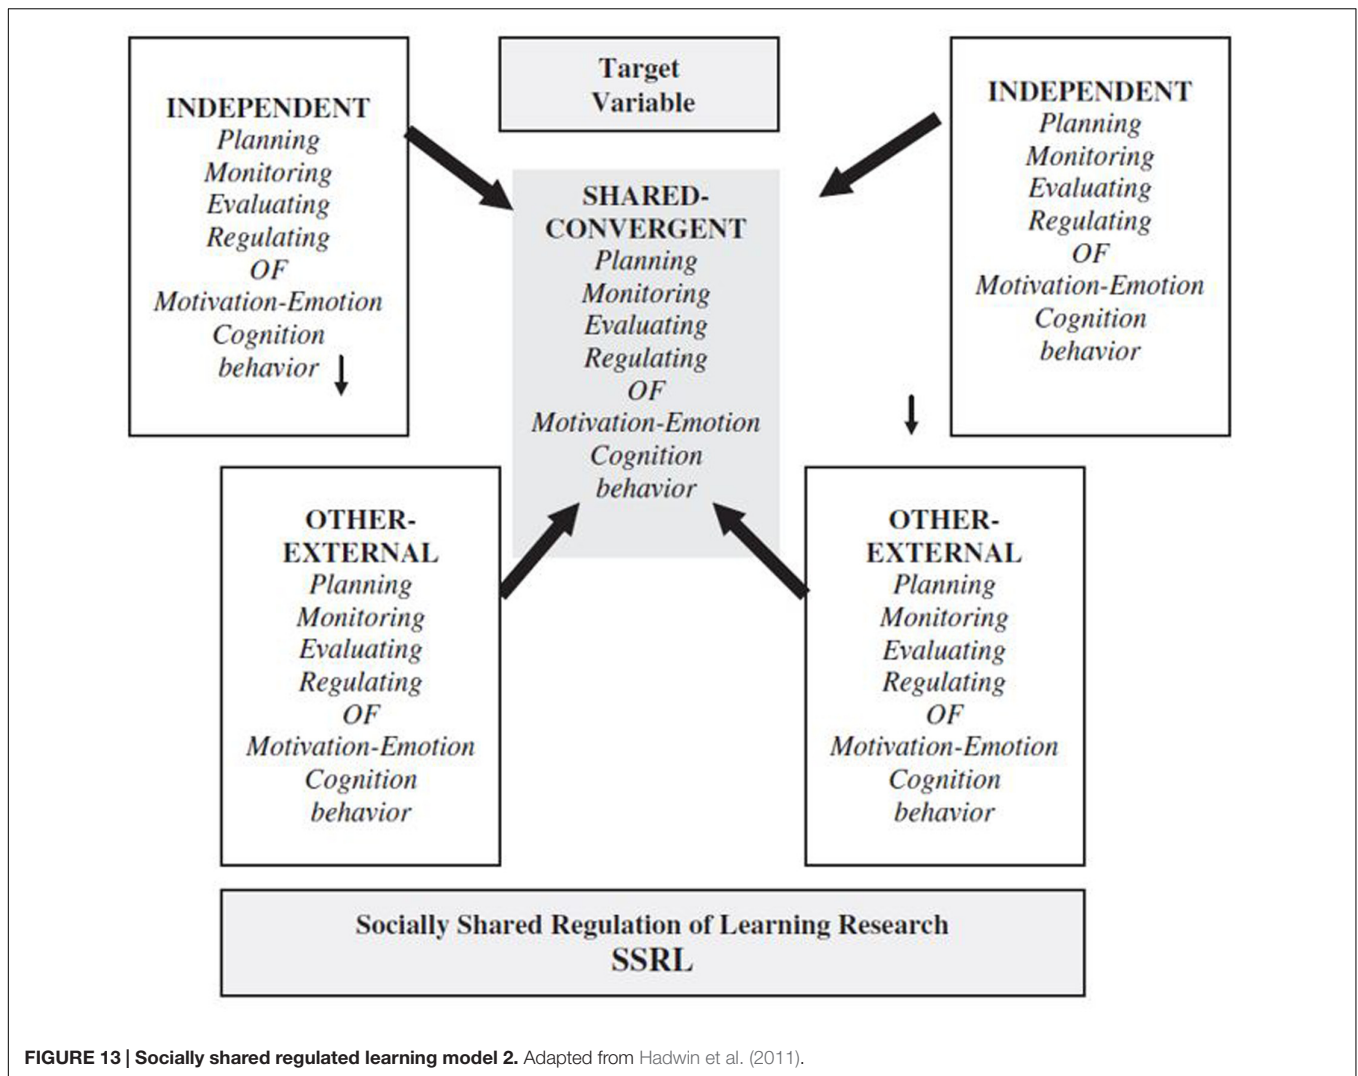 INDEPENDENT
Planning
Monitoring
Evaluating
Regulating
OF
Motivation-Emotion
Cognition
behavior
Target
Variable
SHARED-
CONVERGENT
Planning
Monitoring
Evaluating
Regulating
OF
Motivation-Emotion
Cognition
behavior
INDEPENDENT
Planning
Monitoring
Evaluating
Regulating
OF
Motivation-Emotion
Cognition
behavior
OTHER-
EXTERNAL
Planning
Monitoring
Evaluating
Regulating
OF
Motivation-Emotion
Cognition
behavior
OTHER-
EXTERNAL
Planning
Monitoring
Evaluating
Regulating
OF
Motivation-Emotion
Cognition
behavior
Socially Shared Regulation of Learning Research
SSRL
FIGURE 13 | Socially shared regulated learning model 2. Adapted from Hadwin et al. (2011).